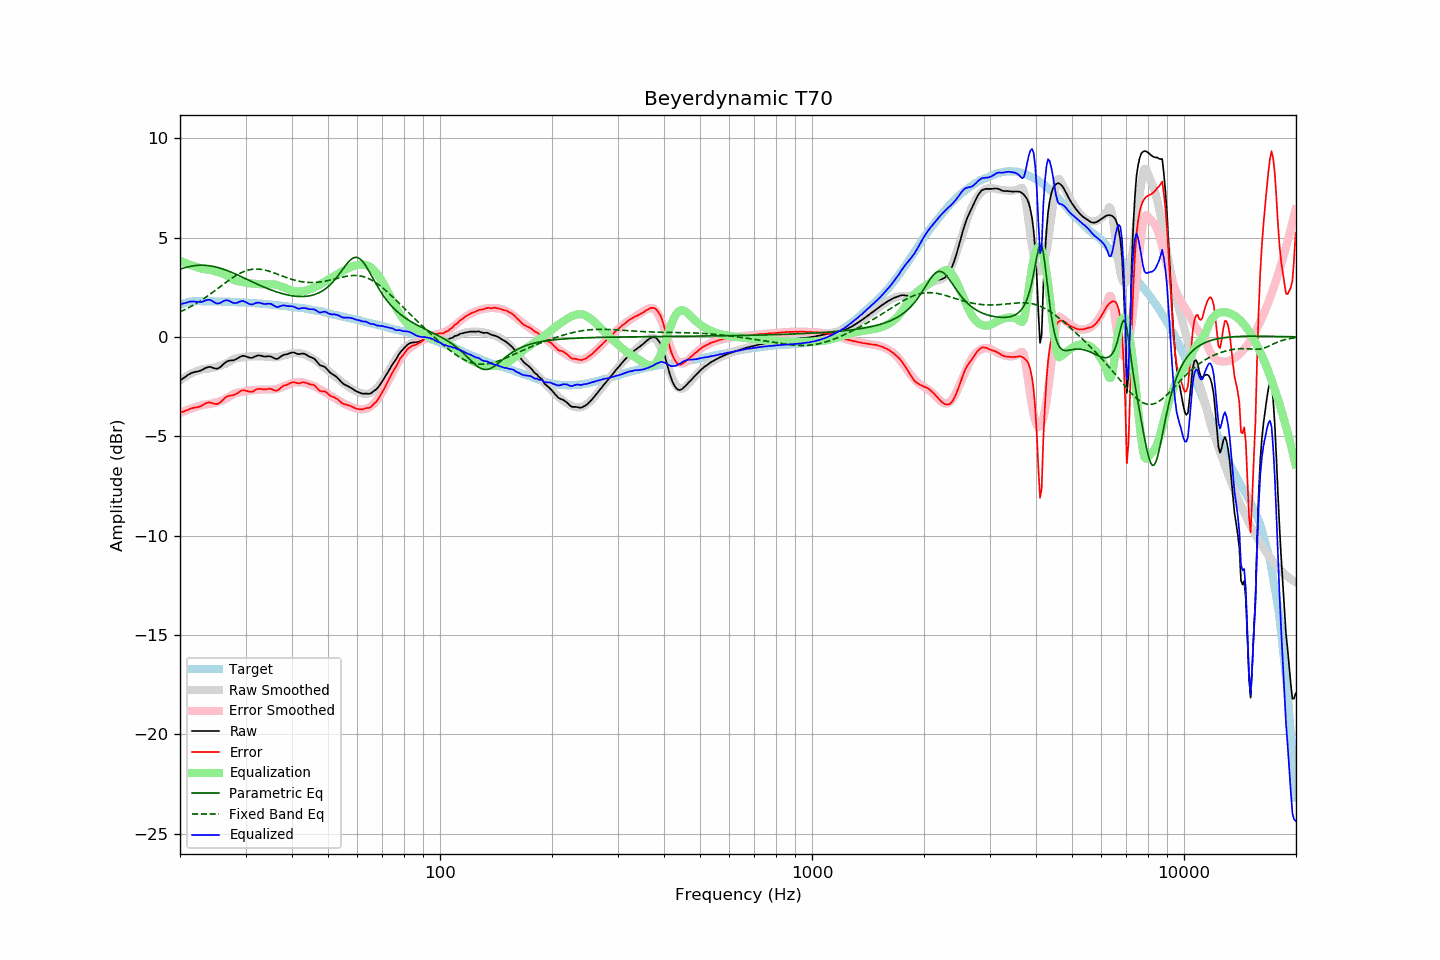 Beyerdynamic T70
10
5
0
−5
−10
−15
−20
−25
Amplitude (dBr)
Target
Raw Smoothed
Error Smoothed
Raw
Error
Equalization
Parametric Eq
Fixed Band Eq
Equalized
100
1000
10000
Frequency (Hz)